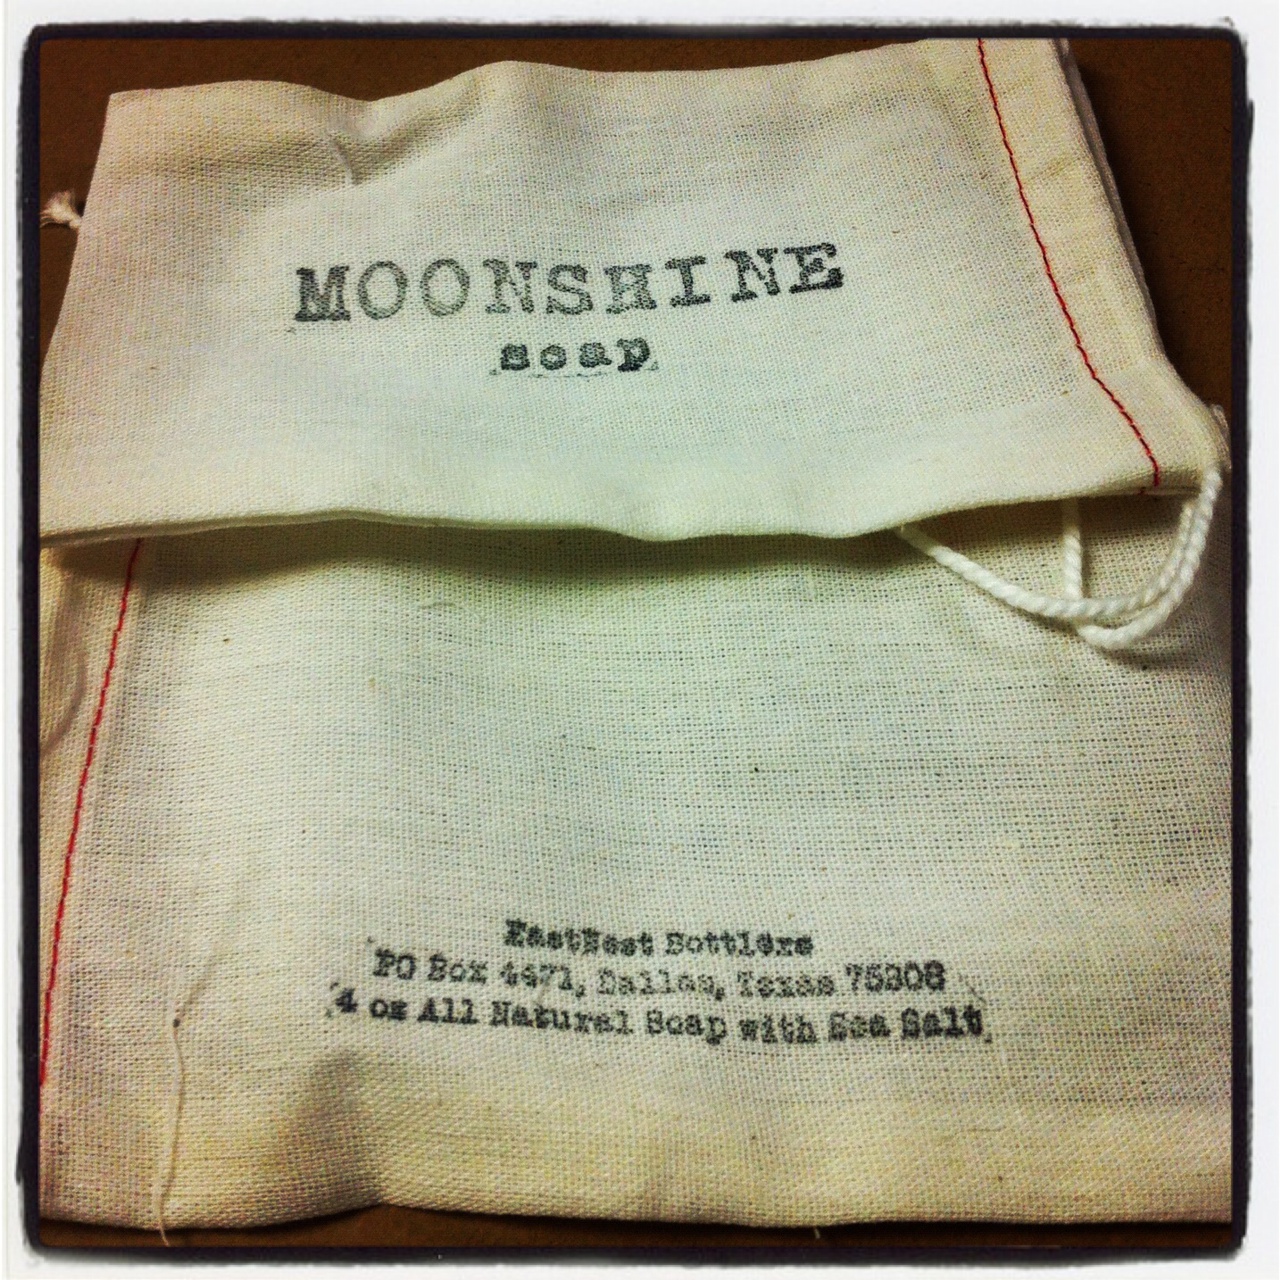 MOONSHINE
soap
EastWest Bottlers
PO Box 4471, Dallas, Texas 75208
4 oz All Natural Soap with Sea Salt